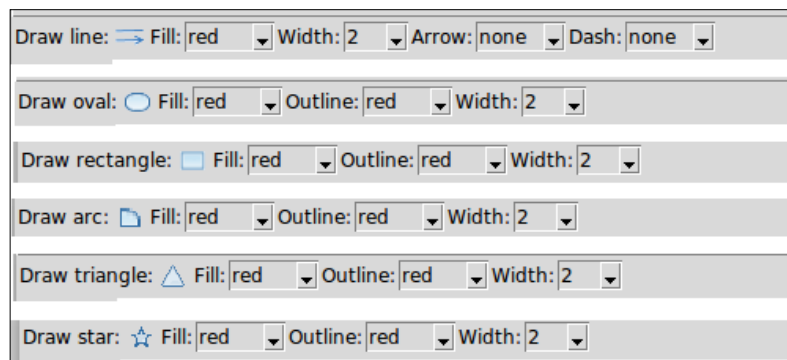 Draw line: Fill: red Width: 2 Arrow: none Dash: none
Draw oval: Fill: red Outline: red Width: 2
Draw rectangle: Fill: red Outline: red Width: 2
Draw arc: Fill: red Outline: red Width: 2
Draw triangle: Fill: red Outline: red Width: 2
Draw star: Fill: red Outline: red Width: 2